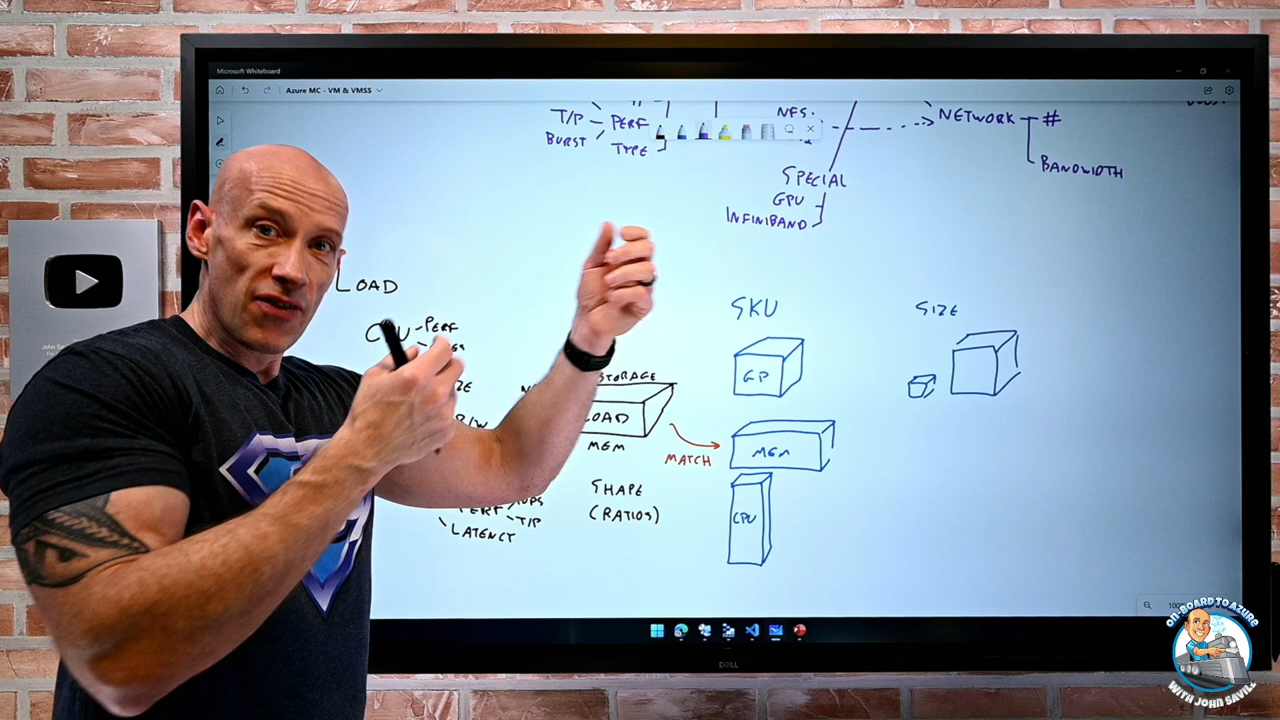 Microsoft Whiteboard
Azure MC - VM & VMSS
T/P
PERF
BURST
TYPE
NFS.
NETWORK
#
BANDWIDTH
SPECIAL
GPU
INFINIBAND
LOAD
PERF
STORAGE
LOAD
MEM
MATCH
SHAPE
(RATIOS)
T/P
LATENCY
SKU
GP
MEM
CPU
SIZE
DELL
ON-BOARD TO AZURE
WITH JOHN SAVILL